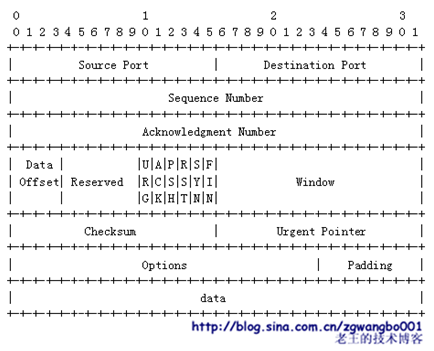 0 1 2 3
0 1 2 3 4 5 6 7 8 9 0 1 2 3 4 5 6 7 8 9 0 1 2 3 4 5 6 7 8 9 0 1
+-+-+-+-+-+-+-+-+-+-+-+-+-+-+-+-+-+-+-+-+-+-+-+-+-+-+-+-+-+-+-+-+
| Source Port | Destination Port |
+-+-+-+-+-+-+-+-+-+-+-+-+-+-+-+-+-+-+-+-+-+-+-+-+-+-+-+-+-+-+-+-+
| Sequence Number |
+-+-+-+-+-+-+-+-+-+-+-+-+-+-+-+-+-+-+-+-+-+-+-+-+-+-+-+-+-+-+-+-+
| Acknowledgment Number |
+-+-+-+-+-+-+-+-+-+-+-+-+-+-+-+-+-+-+-+-+-+-+-+-+-+-+-+-+-+-+-+-+
| Data | |U|A|P|R|S|F| |
| Offset| Reserved |R|C|S|S|Y|I| Window |
| | |G|K|H|T|N|N| |
+-+-+-+-+-+-+-+-+-+-+-+-+-+-+-+-+-+-+-+-+-+-+-+-+-+-+-+-+-+-+-+-+
| Checksum | Urgent Pointer |
+-+-+-+-+-+-+-+-+-+-+-+-+-+-+-+-+-+-+-+-+-+-+-+-+-+-+-+-+-+-+-+-+
| Options | Padding |
+-+-+-+-+-+-+-+-+-+-+-+-+-+-+-+-+-+-+-+-+-+-+-+-+-+-+-+-+-+-+-+-+
| data |
+-+-+-+-+-+-+-+-+-+-+-+-+-+-+-+-+-+-+-+-+-+-+-+-+-+-+-+-+-+-+-+-+
http://blog.sina.com.cn/zgwangbo001
老王的技术博客